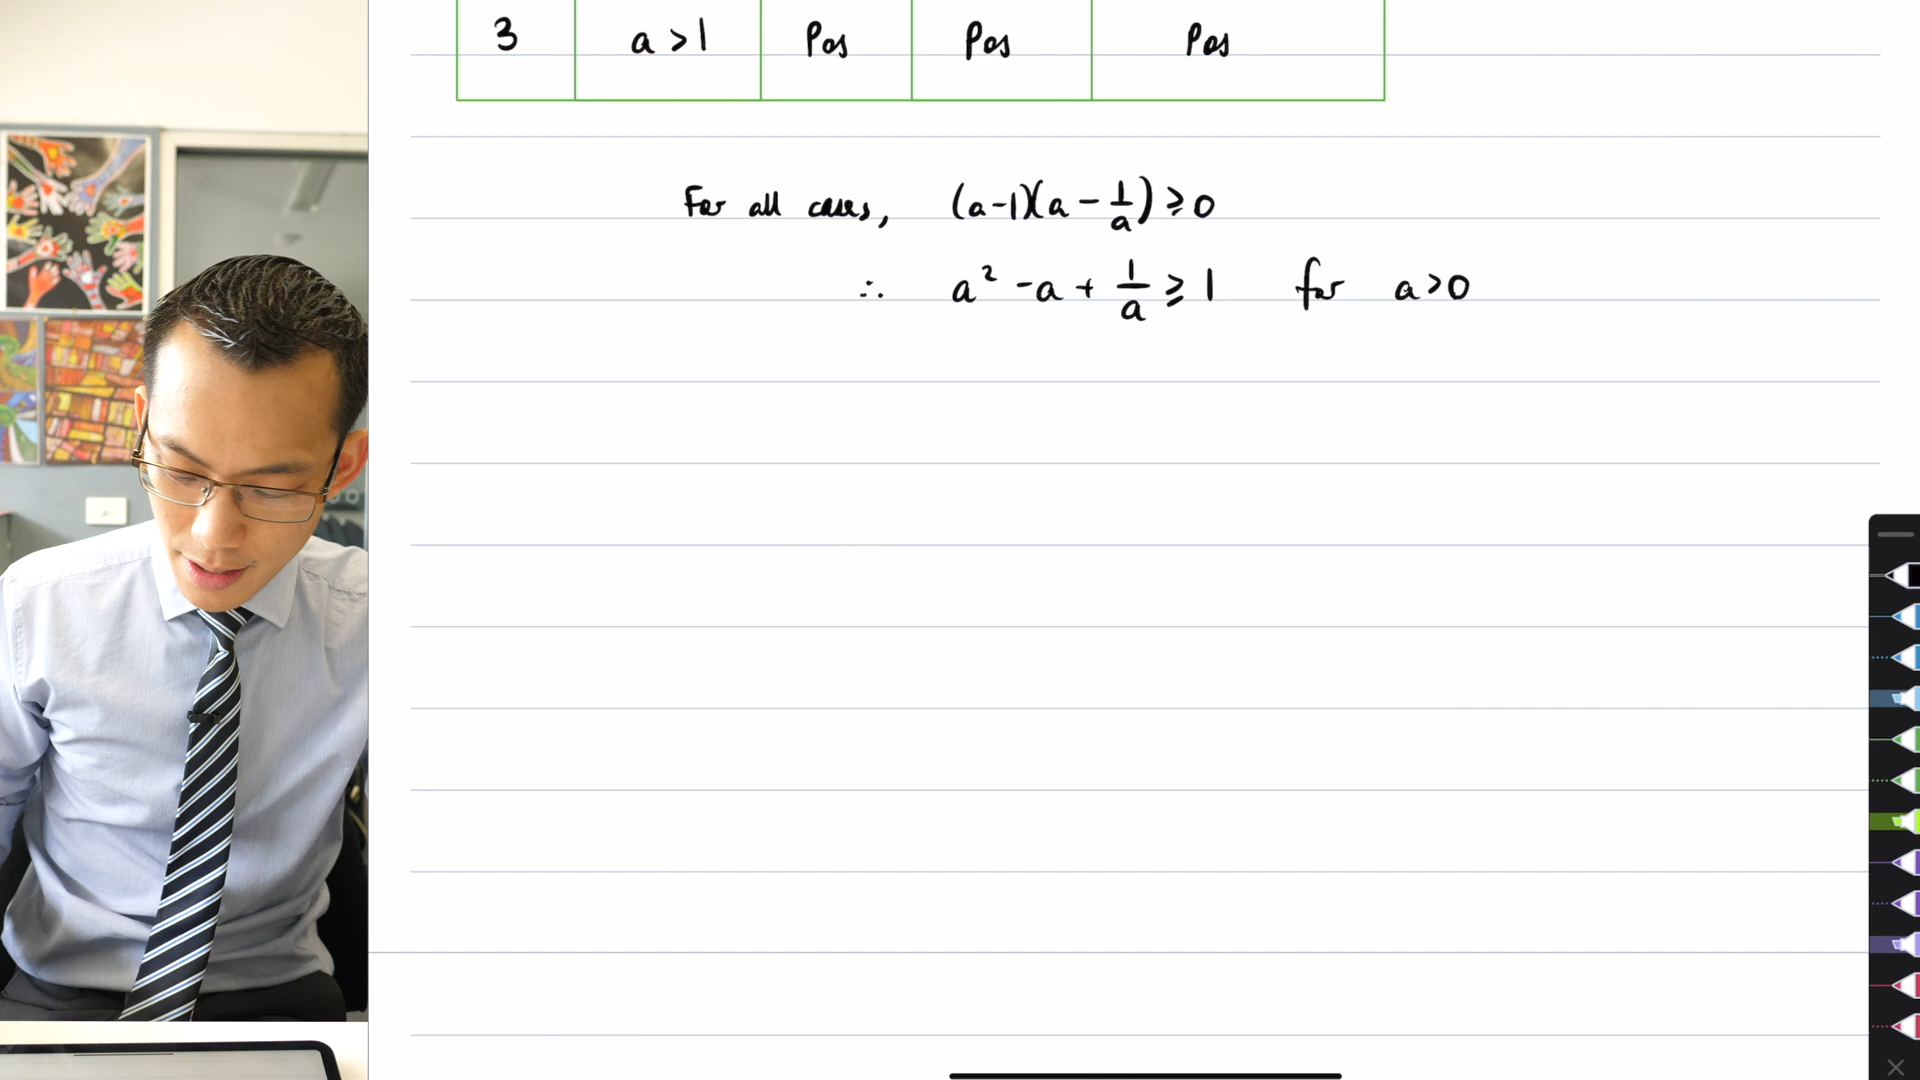 3 a > 1 Pos Pos Pos
For all cases, (a-1)(a - 1/a) ⩾ 0
∴ a² - a + 1/a ⩾ 1 for a > 0